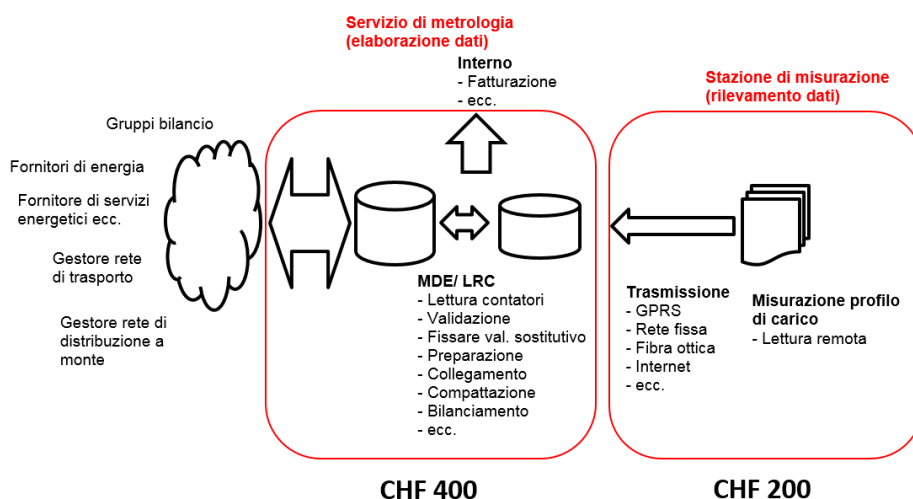 Servizio di metrologia
(elaborazione dati)
Interno
- Fatturazione
- ecc.
Stazione di misurazione
(rilevamento dati)
Gruppi bilancio
Fornitori di energia
Fornitore di servizi
energetici ecc.
Gestore rete
di trasporto
Gestore rete di
distribuzione a
monte
MDE/ LRC
- Lettura contatori
- Validazione
- Fissare val. sostitutivo
- Preparazione
- Collegamento
- Compattazione
- Bilanciamento
- ecc.
Trasmissione
- GPRS
- Rete fissa
- Fibra ottica
- Internet
- ecc.
Misurazione profilo
di carico
- Lettura remota
CHF 400
CHF 200